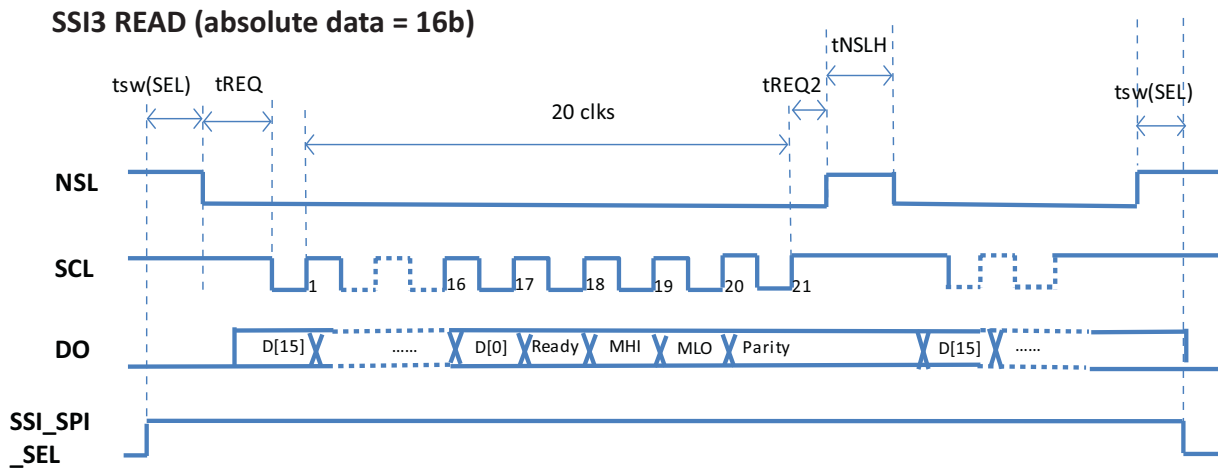 SSI3 READ (absolute data = 16b)
tNSLH
tsw(SEL) tREQ tREQ2 tsw(SEL)
20 clks
NSL
SCL
1 16 17 18 19 20 21
DO
D[15] ...... D[0] Ready MHI MLO Parity D[15] ......
SSI_SPI
_SEL